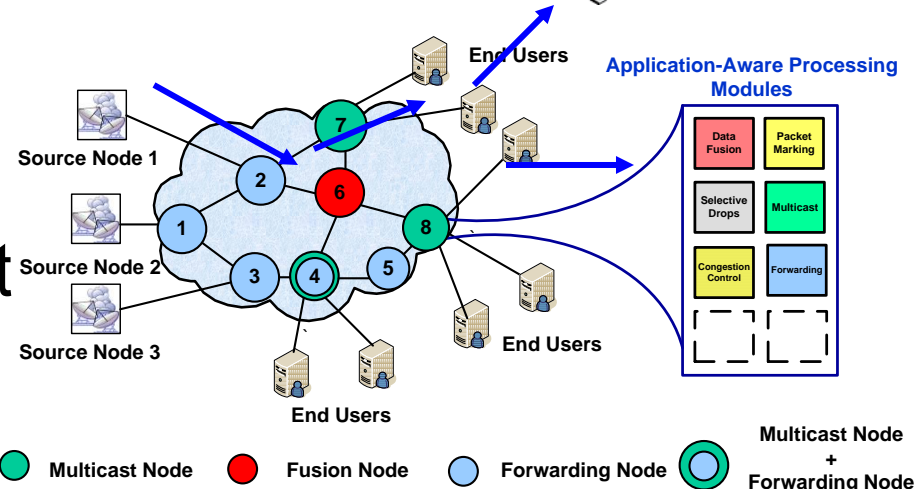 End Users
Application-Aware Processing
Modules
Source Node 1
Source Node 2
t
Source Node 3
1
2
3
4
5
6
7
8
Data
Fusion
Packet
Marking
Selective
Drops
Multicast
Congestion
Control
Forwarding
End Users
End Users
Multicast Node
Fusion Node
Forwarding Node
Multicast Node
+
Forwarding Node